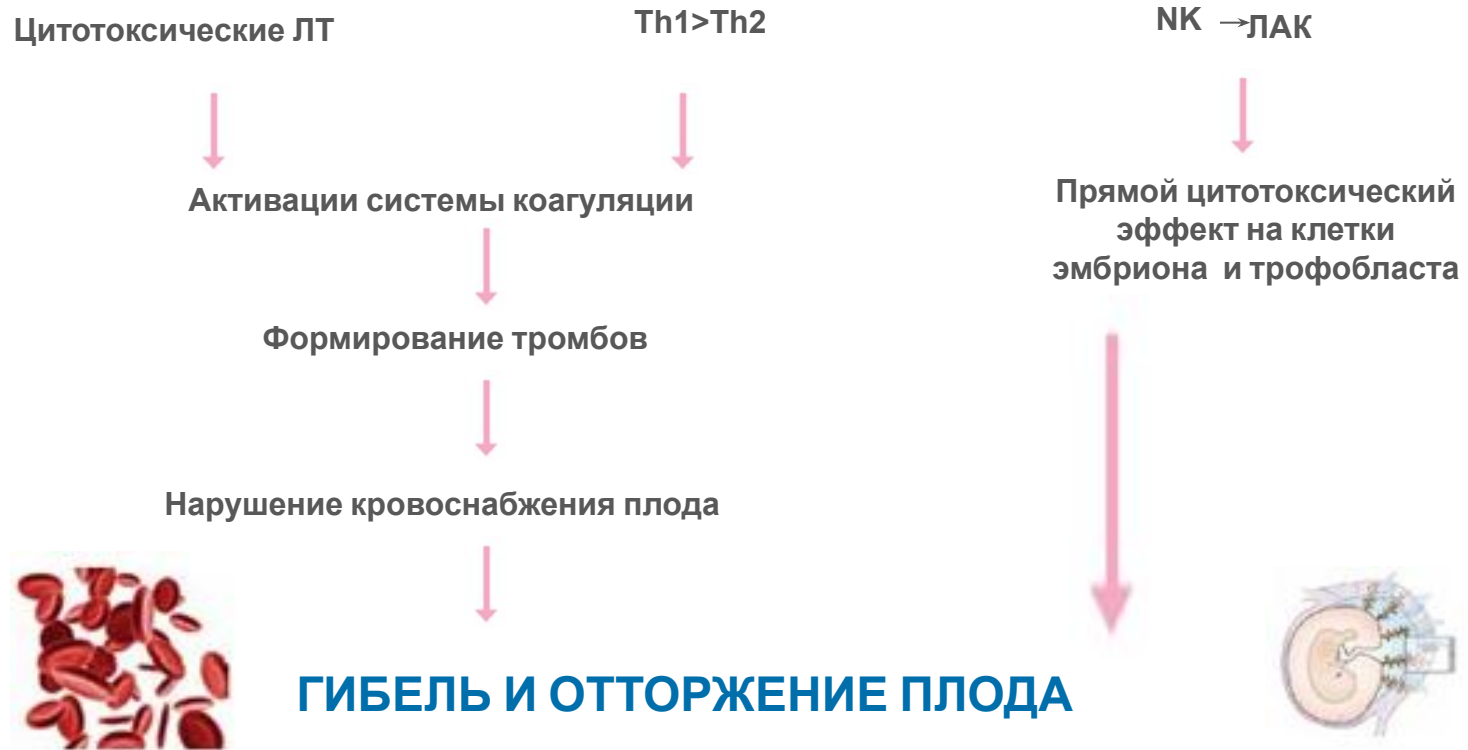 Цитотоксические ЛТ
Th1>Th2
NK →ЛАК
Активации системы коагуляции
Прямой цитотоксический
эффект на клетки
эмбриона и трофобласта
Формирование тромбов
Нарушение кровоснабжения плода
ГИБЕЛЬ И ОТТОРЖЕНИЕ ПЛОДА